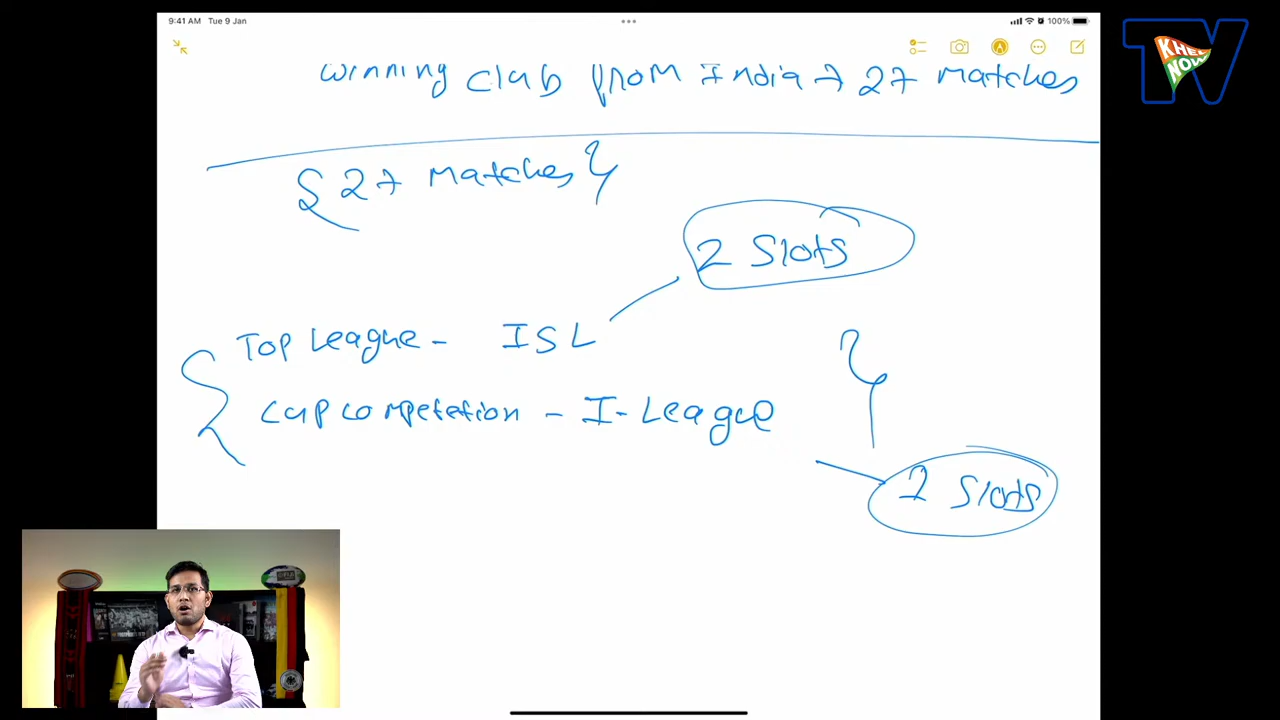 9:41 AM Tue 9 Jan
100%
TV
KHEL NOW
winning club from India → 27 matches
{ 27 matches }
2 Slots
Top League - ISL
Cup competetion - I-League
2 Slots